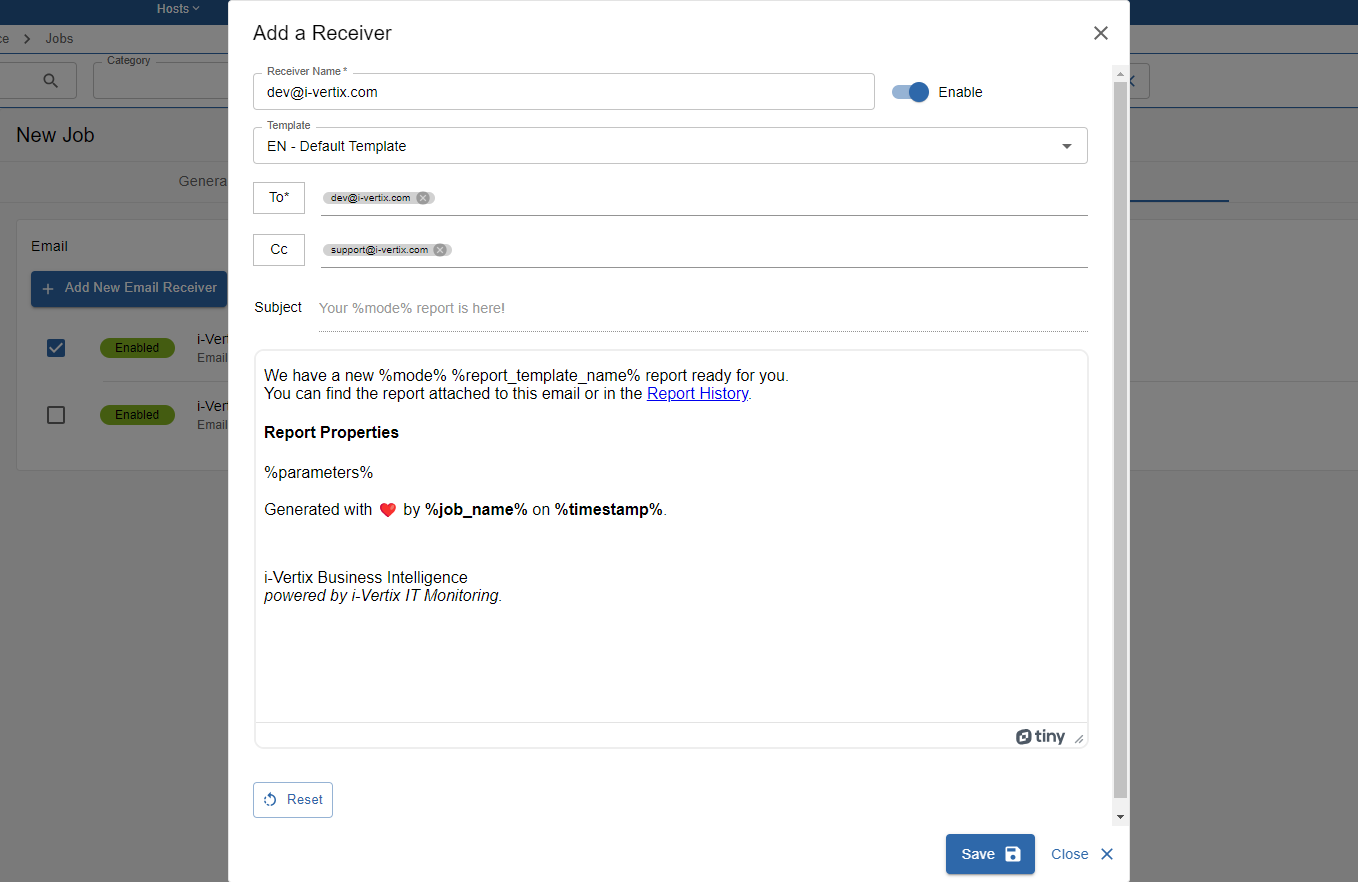 Hosts
ce > Jobs
Category
New Job
Genera
Email
+ Add New Email Receiver
Enabled
i-Ver
Email
Enabled
i-Ver
Email
Add a Receiver
Receiver Name *
dev@i-vertix.com
Enable
Template
EN - Default Template
To*
dev@i-vertix.com
Cc
support@i-vertix.com
Subject
Your %mode% report is here!
We have a new %mode% %report_template_name% report ready for you.
You can find the report attached to this email or in the Report History.
Report Properties
%parameters%
Generated with ❤️ by %job_name% on %timestamp%.
i-Vertix Business Intelligence
powered by i-Vertix IT Monitoring.
tiny
Reset
Save
Close